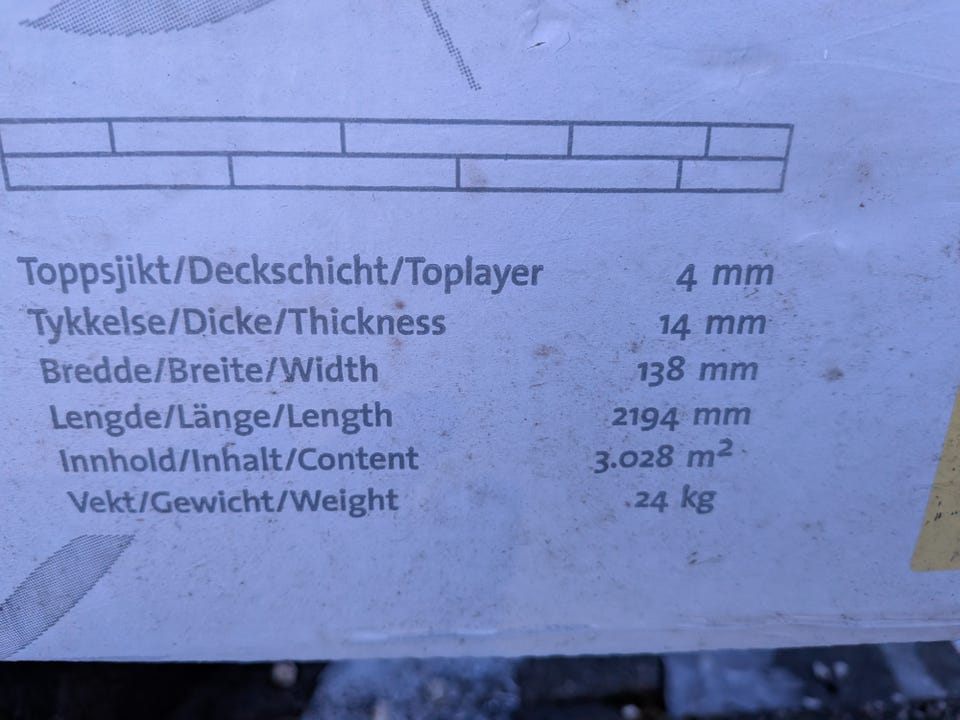 Toppsjikt/Deckschicht/Toplayer 4 mm
Tykkelse/Dicke/Thickness 14 mm
Bredde/Breite/Width 138 mm
Lengde/Länge/Length 2194 mm
Innhold/Inhalt/Content 3.028 m²
Vekt/Gewicht/Weight 24 kg